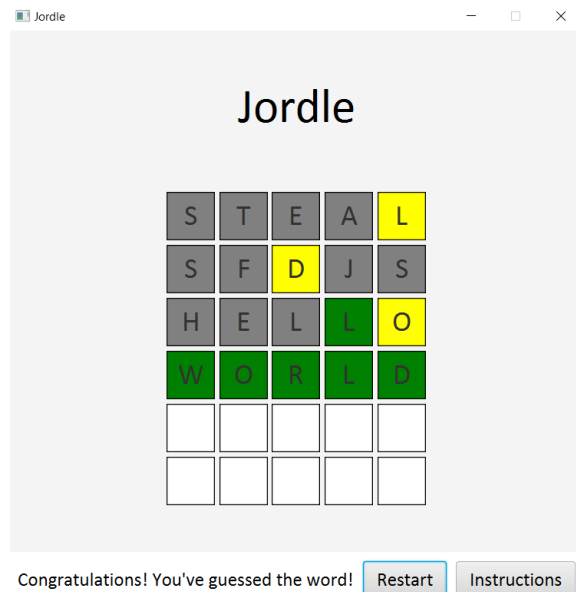 Jordle
Jordle
S T E A L
S F D J S
H E L L O
W O R L D
Congratulations! You've guessed the word! Restart Instructions